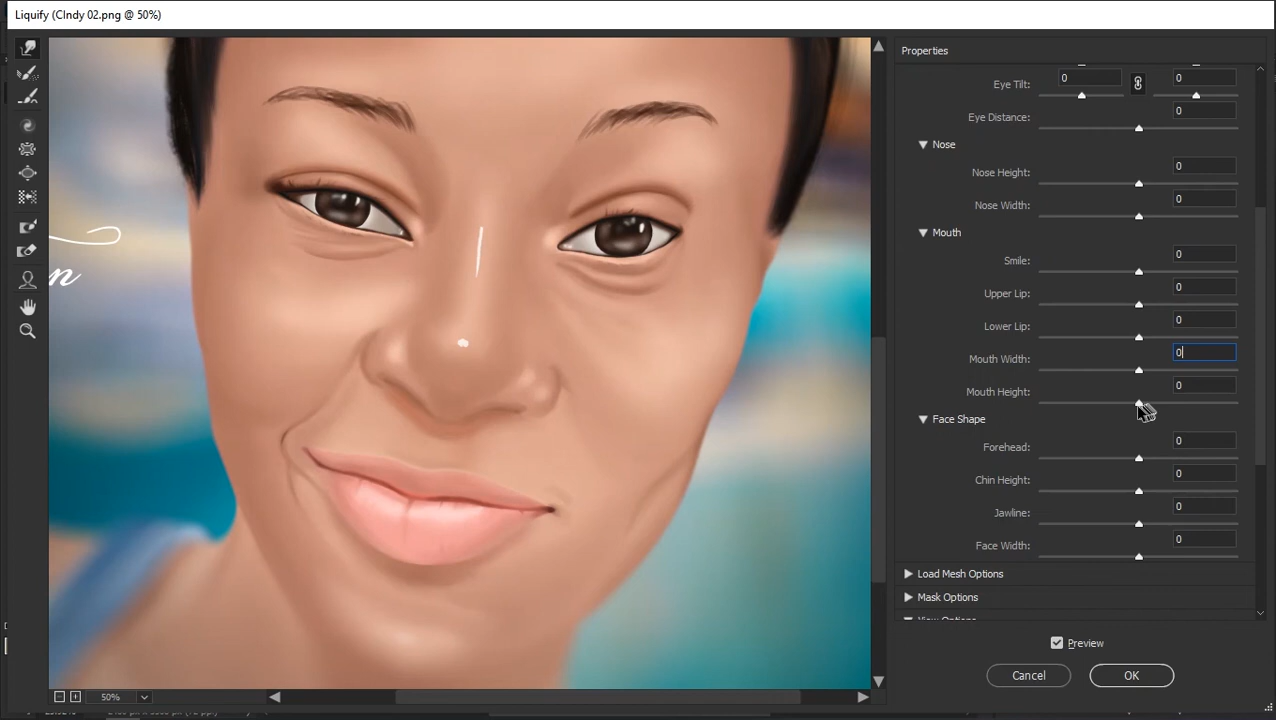 Liquify (CIndy 02.png @ 50%)
Properties
Eye Tilt: 0 0
Eye Distance: 0
Nose
Nose Height: 0
Nose Width: 0
Mouth
Smile: 0
Upper Lip: 0
Lower Lip: 0
Mouth Width: 0
Mouth Height: 0
Face Shape
Forehead: 0
Chin Height: 0
Jawline: 0
Face Width: 0
Load Mesh Options
Mask Options
View Options
Preview
Cancel OK
50%
n